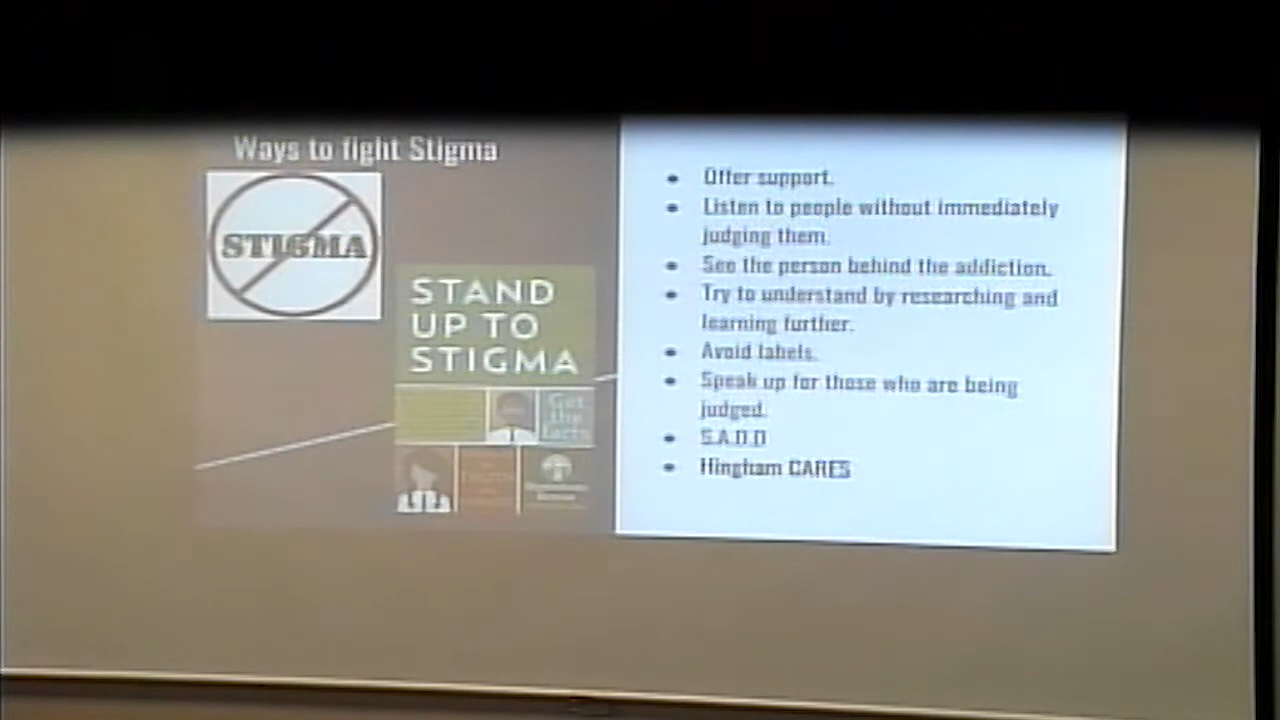 Ways to fight Stigma
STIGMA
STAND
UP TO
STIGMA
Get
the
facts
• Offer support.
• Listen to people without immediately
judging them.
• See the person behind the addiction.
• Try to understand by researching and
learning further.
• Avoid labels.
• Speak up for those who are being
judged.
• S.A.D.D
• Hingham CARES